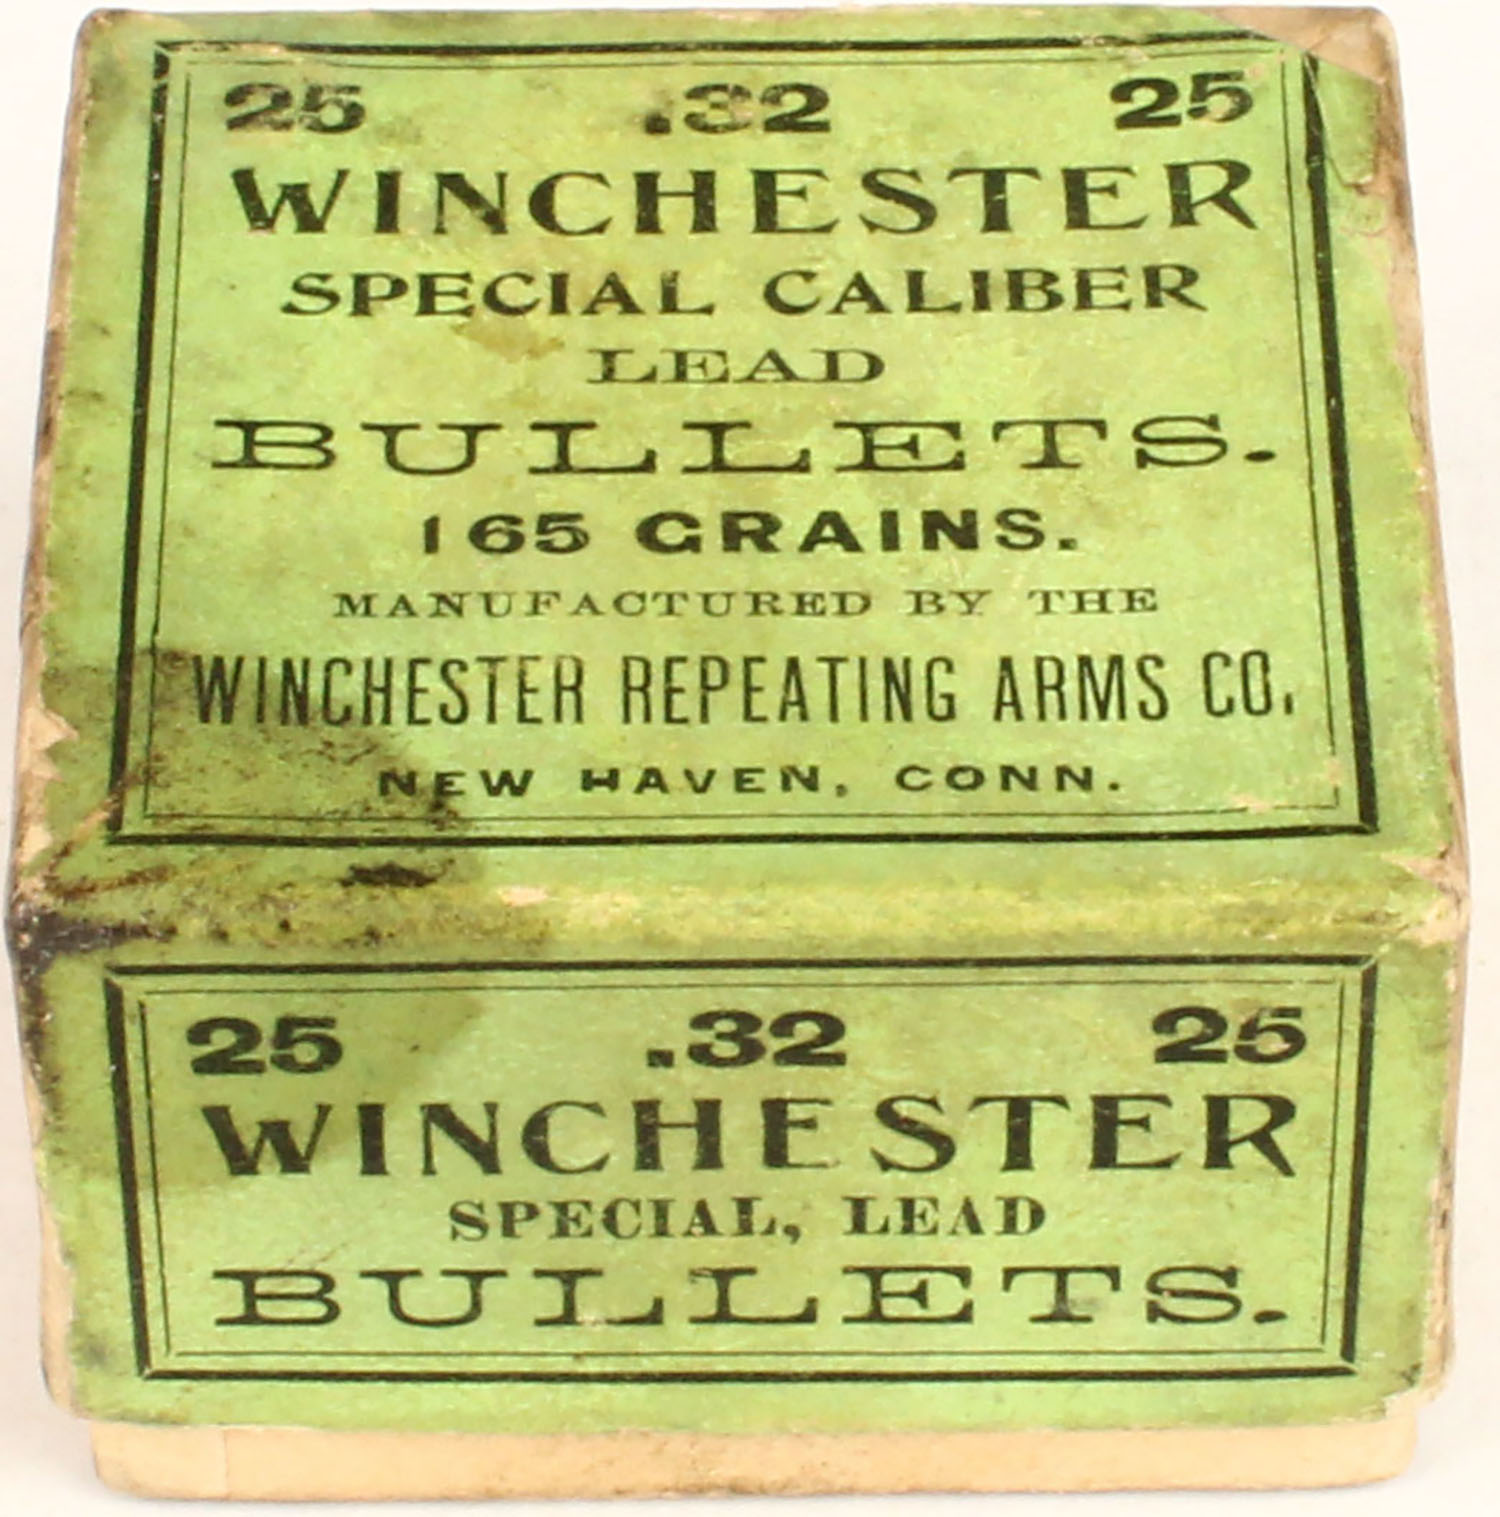 25 .32 25
WINCHESTER
SPECIAL CALIBER
LEAD
BULLETS.
165 GRAINS.
MANUFACTURED BY THE
WINCHESTER REPEATING ARMS CO.
NEW HAVEN, CONN.
25 .32 25
WINCHESTER
SPECIAL, LEAD
BULLETS.